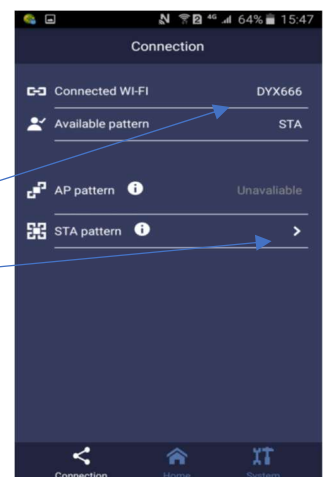 4G 64% 15:47
Connection
Connected WI-FI DYX666
Available pattern STA
AP pattern Unavaliable
STA pattern
Connection Home System